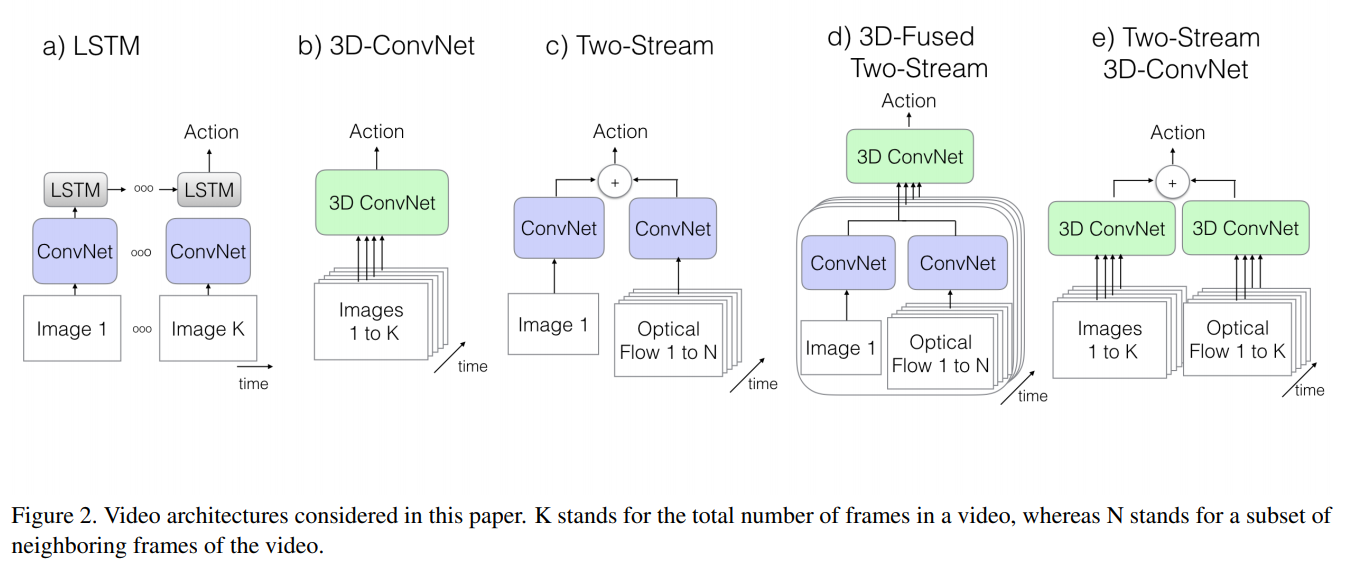 a) LSTM
Action
LSTM ooo LSTM
ConvNet ooo ConvNet
Image 1 ooo Image K
time
b) 3D-ConvNet
Action
3D ConvNet
Images
1 to K
time
c) Two-Stream
Action
+
ConvNet ConvNet
Image 1
Optical
Flow 1 to N
time
d) 3D-Fused
Two-Stream
Action
3D ConvNet
ConvNet ConvNet
Image 1
Optical
Flow 1 to N
time
e) Two-Stream
3D-ConvNet
Action
+
3D ConvNet 3D ConvNet
Images
1 to K
Optical
Flow 1 to K
time
Figure 2. Video architectures considered in this paper. K stands for the total number of frames in a video, whereas N stands for a subset of
neighboring frames of the video.